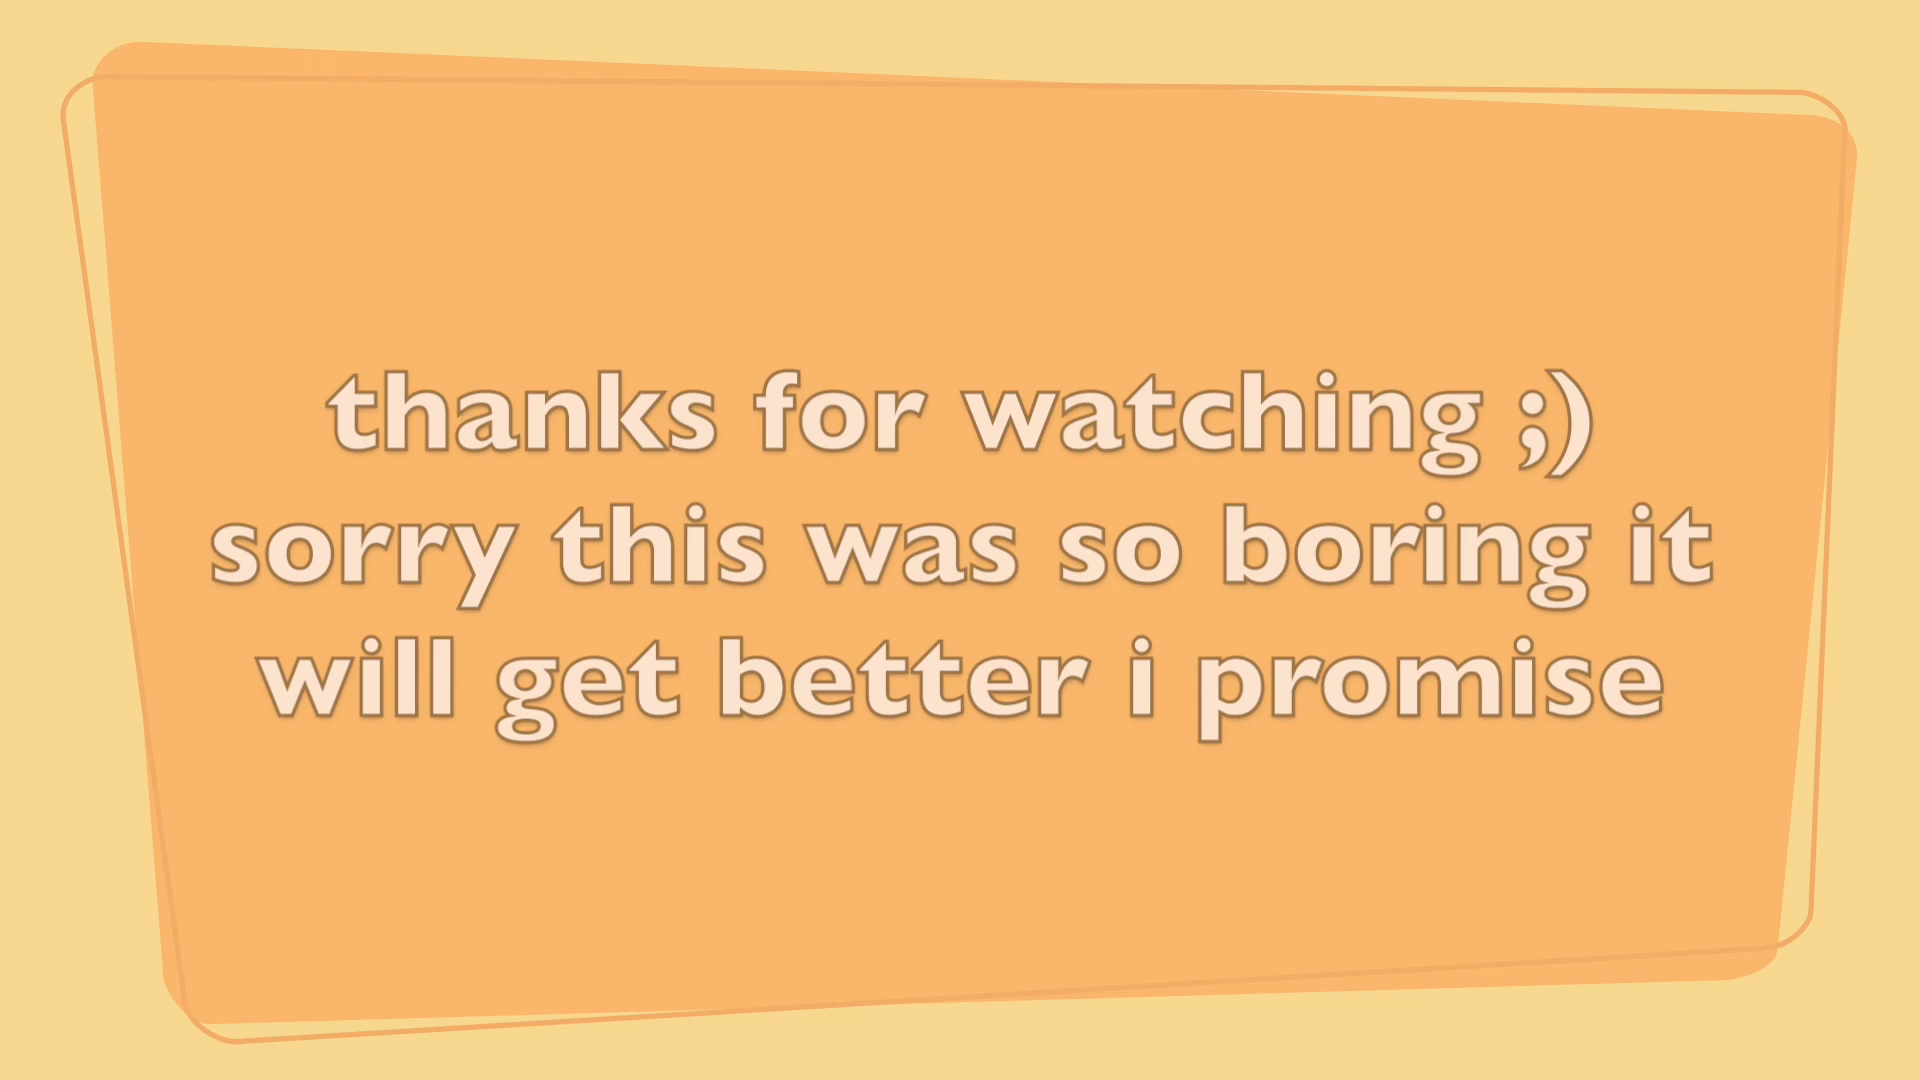 thanks for watching ;)
sorry this was so boring it
will get better i promise